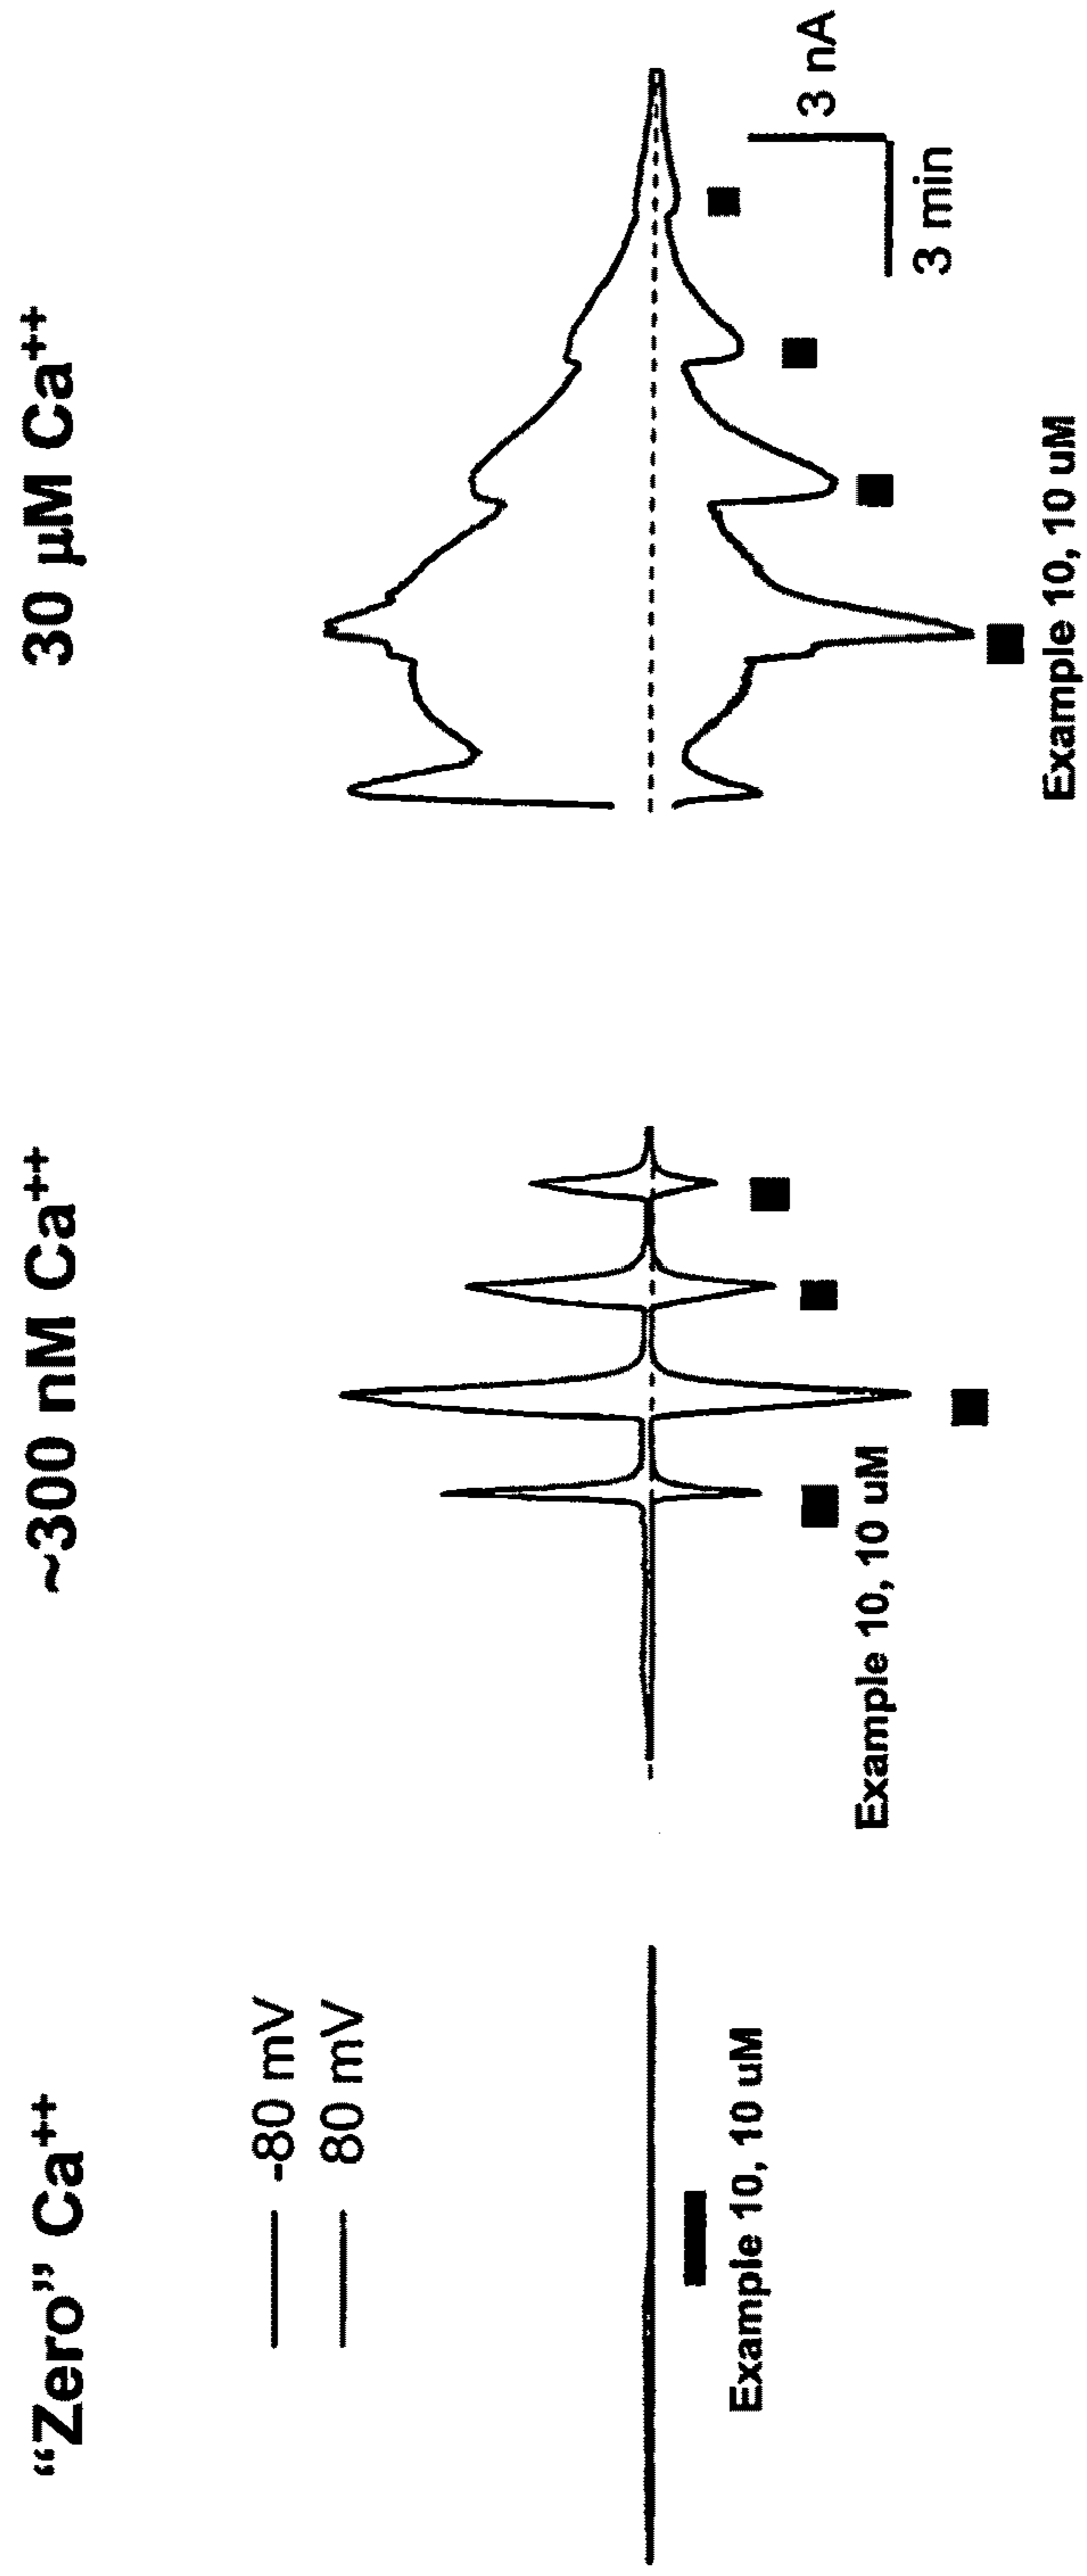 “Zero” Ca++
~300 nM Ca++
30 µM Ca++
-80 mV
80 mV
Example 10, 10 uM
Example 10, 10 uM
Example 10, 10 uM
3 nA
3 min